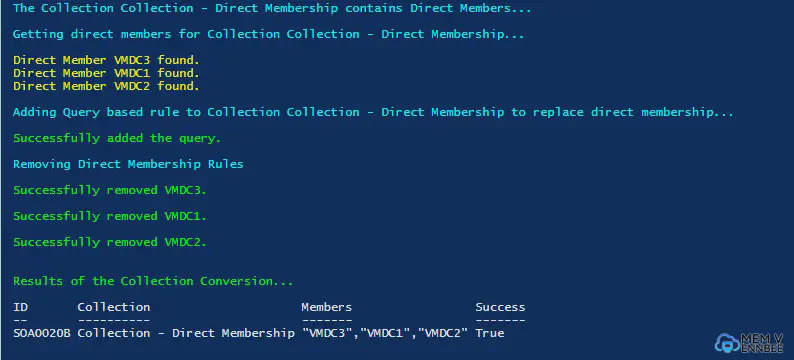 The Collection Collection - Direct Membership contains Direct Members...
Getting direct members for Collection Collection - Direct Membership...
Direct Member VMDC3 found.
Direct Member VMDC1 found.
Direct Member VMDC2 found.
Adding Query based rule to Collection Collection - Direct Membership to replace direct membership...
Successfully added the query.
Removing Direct Membership Rules
Successfully removed VMDC3.
Successfully removed VMDC1.
Successfully removed VMDC2.
Results of the Collection Conversion...
ID Collection Members Success
-- ---------- ------- -------
SOA0020B Collection - Direct Membership "VMDC3","VMDC1","VMDC2" True
MEM V
ENNBEE